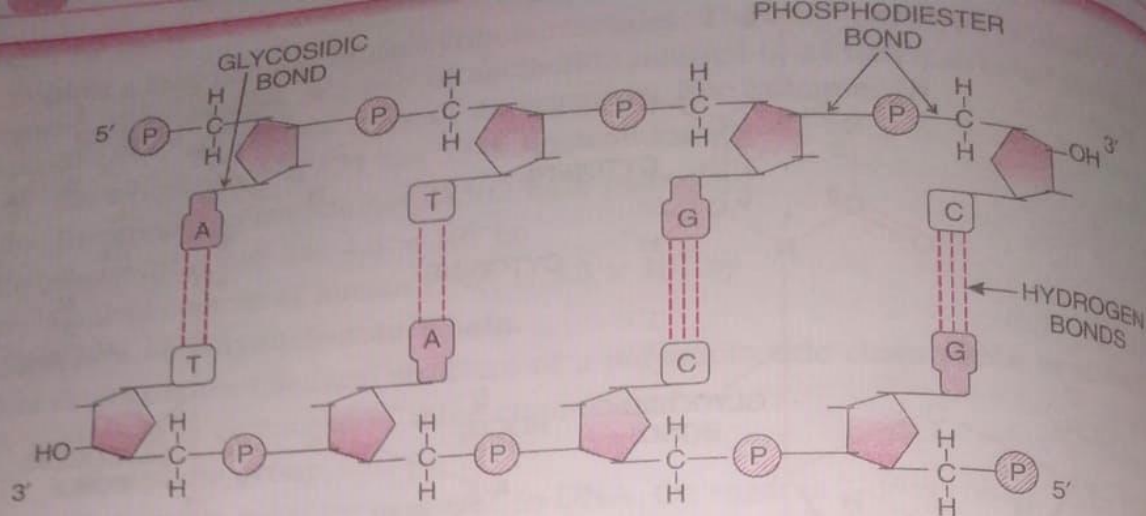 PHOSPHODIESTER
BOND
GLYCOSIDIC
BOND
H H H H
5' P C P C P C P C
H H H H
OH 3'
A T G C
HYDROGEN
BONDS
T A C G
H H H H
HO C P C P C P C P
3' H H H H 5'